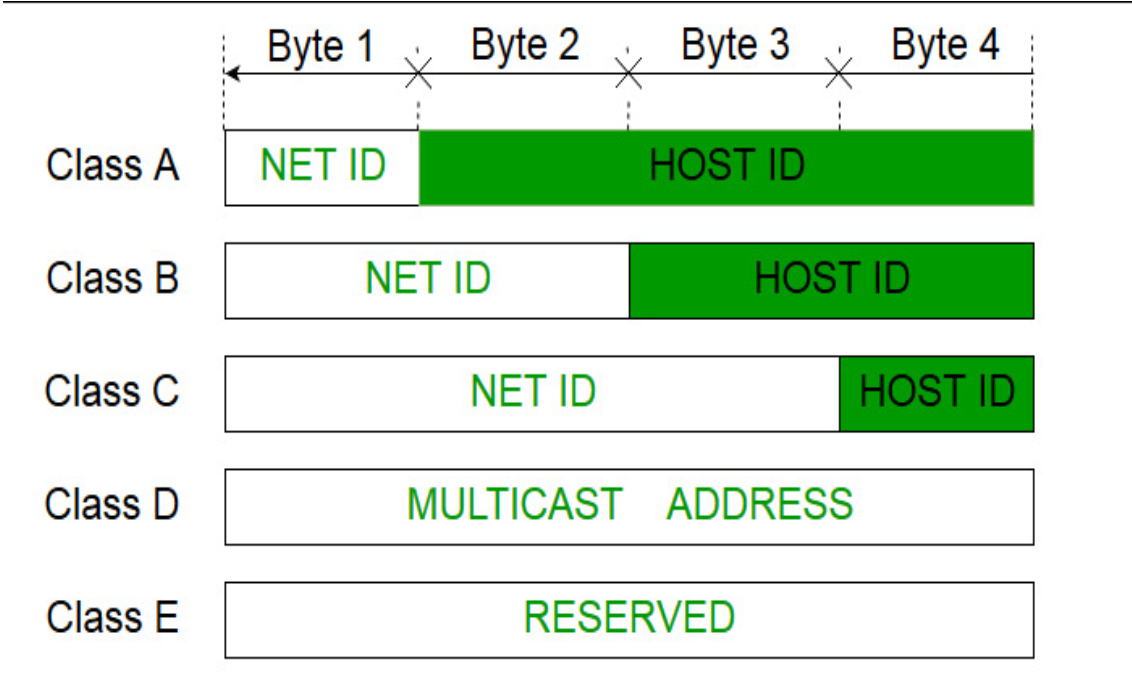 Byte 1 Byte 2 Byte 3 Byte 4
Class A NET ID HOST ID
Class B NET ID HOST ID
Class C NET ID HOST ID
Class D MULTICAST ADDRESS
Class E RESERVED